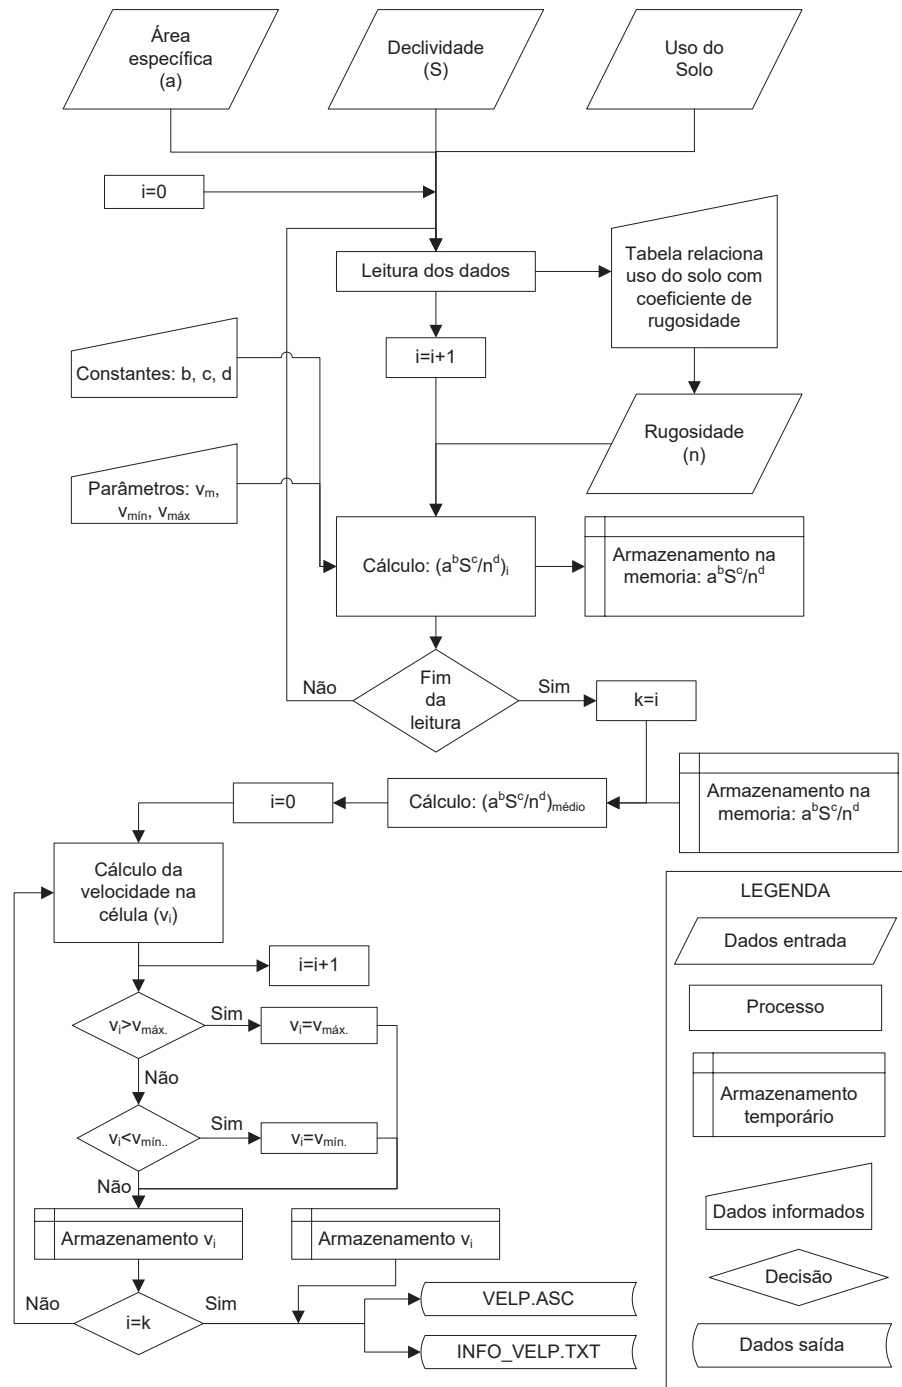 Área
específica
(a)
Declividade
(S)
Uso do
Solo
i=0
Leitura dos dados
Tabela relaciona
uso do solo com
coeficiente de
rugosidade
i=i+1
Constantes: b, c, d
Rugosidade
(n)
Parâmetros: vm,
vmín, vmáx
Cálculo: (a^bS^c/n^d)i
Armazenamento na
memoria: a^bS^c/n^d
Fim
da
leitura
Não
Sim
k=i
Armazenamento na
memoria: a^bS^c/n^d
Cálculo: (a^bS^c/n^d)médio
i=0
Cálculo da
velocidade na
célula (vi)
i=i+1
vi>vmáx.
Sim
vi=vmáx.
Não
vi<vmín..
Sim
vi=vmín.
Não
Armazenamento vi
Armazenamento vi
Não
i=k
Sim
VELP.ASC
INFO_VELP.TXT
LEGENDA
Dados entrada
Processo
Armazenamento
temporário
Dados informados
Decisão
Dados saída